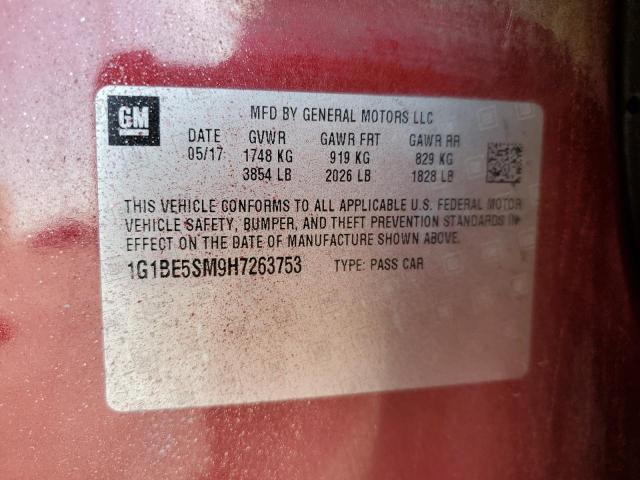 GM
MFD BY GENERAL MOTORS LLC
DATE GVWR GAWR FRT GAWR RR
05/17 1748 KG 919 KG 829 KG
3854 LB 2026 LB 1828 LB
THIS VEHICLE CONFORMS TO ALL APPLICABLE U.S. FEDERAL MOTOR
VEHICLE SAFETY, BUMPER, AND THEFT PREVENTION STANDARDS IN
EFFECT ON THE DATE OF MANUFACTURE SHOWN ABOVE.
1G1BE5SM9H7263753 TYPE: PASS CAR